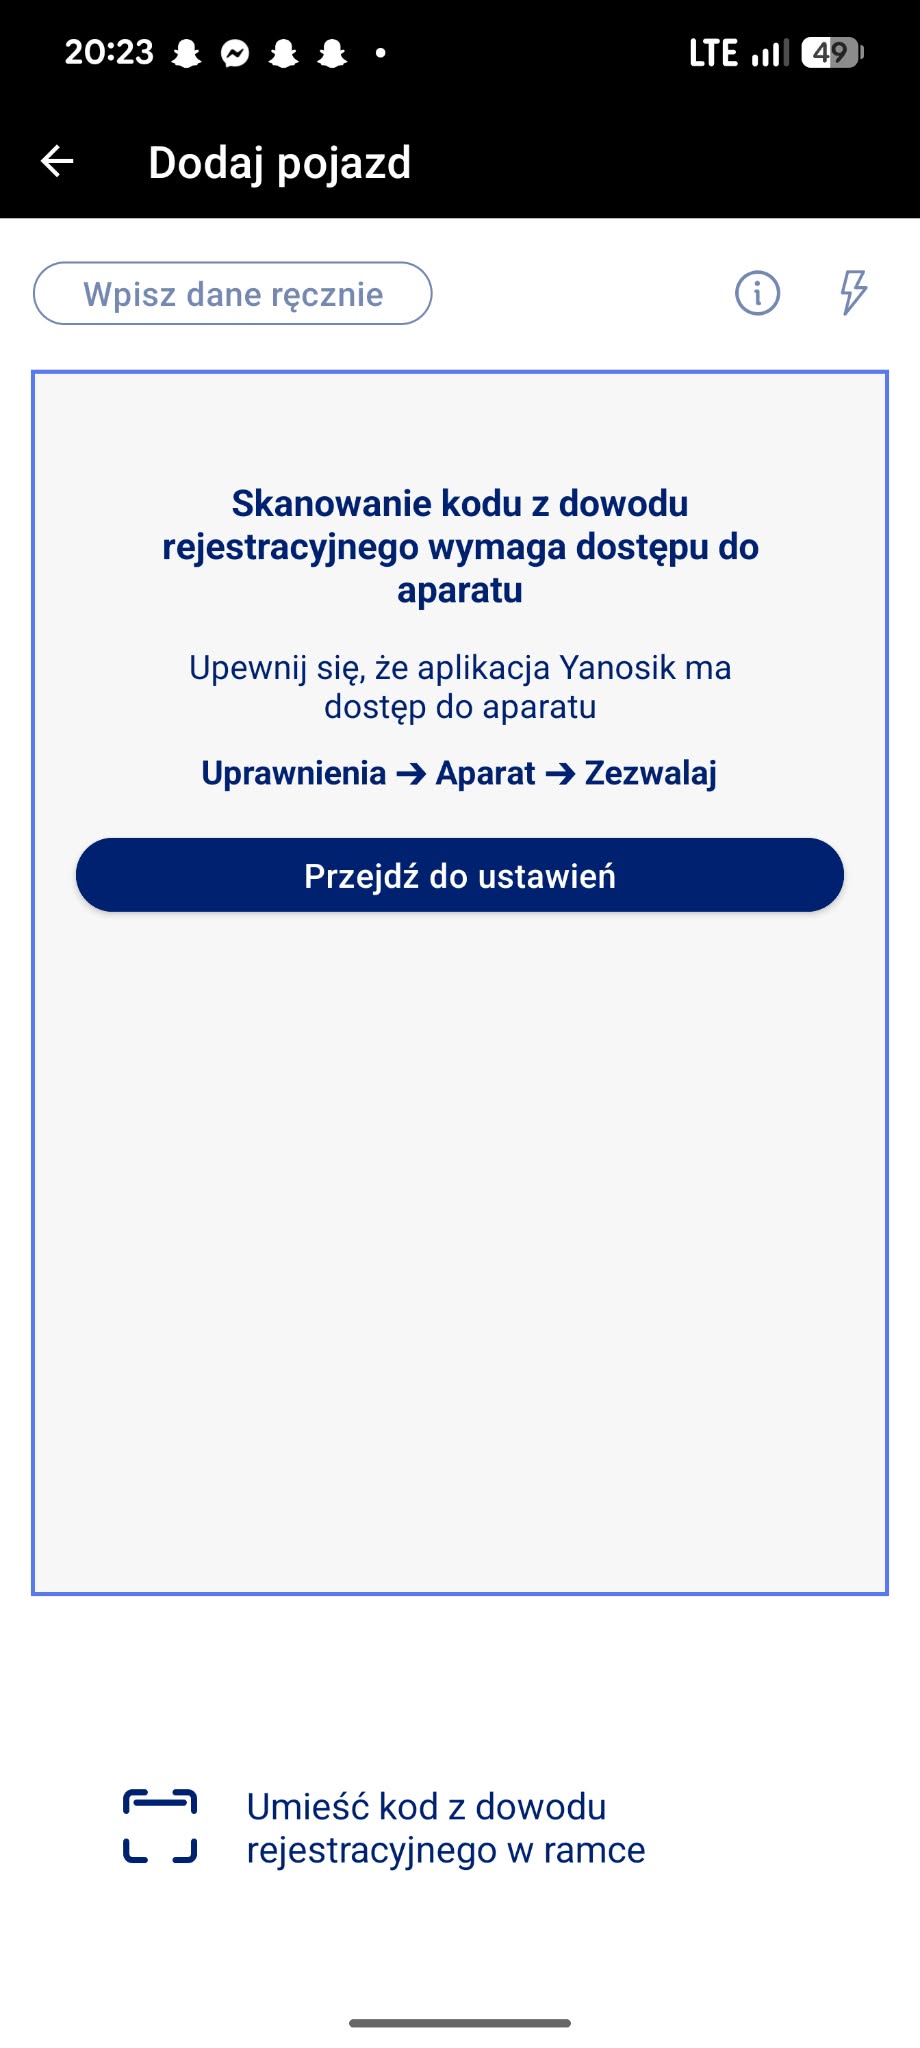 20:23
LTE
49
Dodaj pojazd
Wpisz dane ręcznie
Skanowanie kodu z dowodu
rejestracyjnego wymaga dostępu do
aparatu
Upewnij się, że aplikacja Yanosik ma
dostęp do aparatu
Uprawnienia → Aparat → Zezwalaj
Przejdź do ustawień
Umieść kod z dowodu
rejestracyjnego w ramce